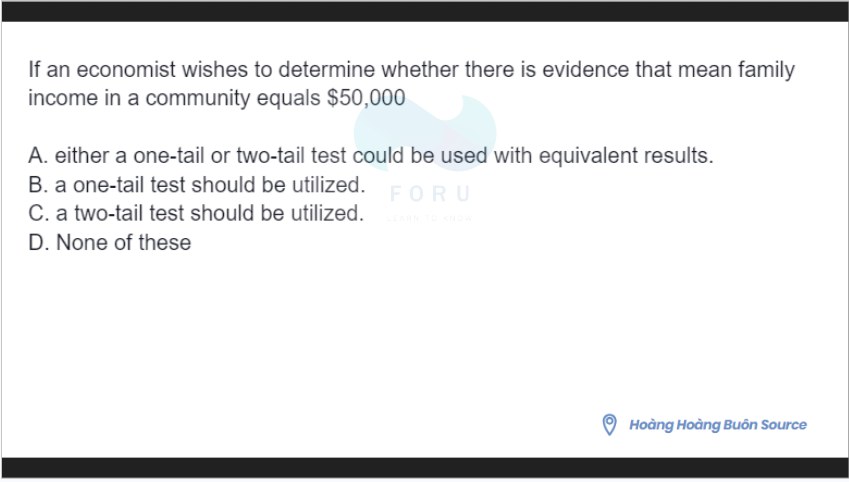 If an economist wishes to determine whether there is evidence that mean family
income in a community equals $50,000
A. either a one-tail or two-tail test could be used with equivalent results.
B. a one-tail test should be utilized.
FORU
C. a two-tail test should be utilized.
D. None of these
Hoàng Hoàng Buôn Source